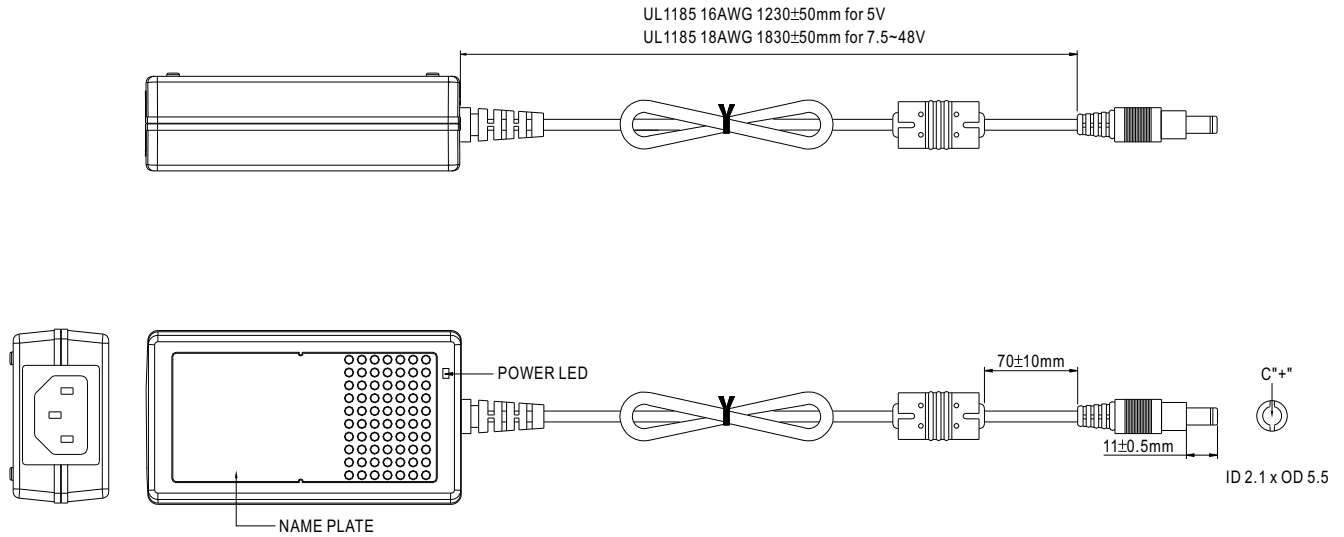 UL1185 16AWG 1230±50mm for 5V
UL1185 18AWG 1830±50mm for 7.5~48V
POWER LED
70±10mm
C"+"
11±0.5mm
ID 2.1 x OD 5.5
NAME PLATE